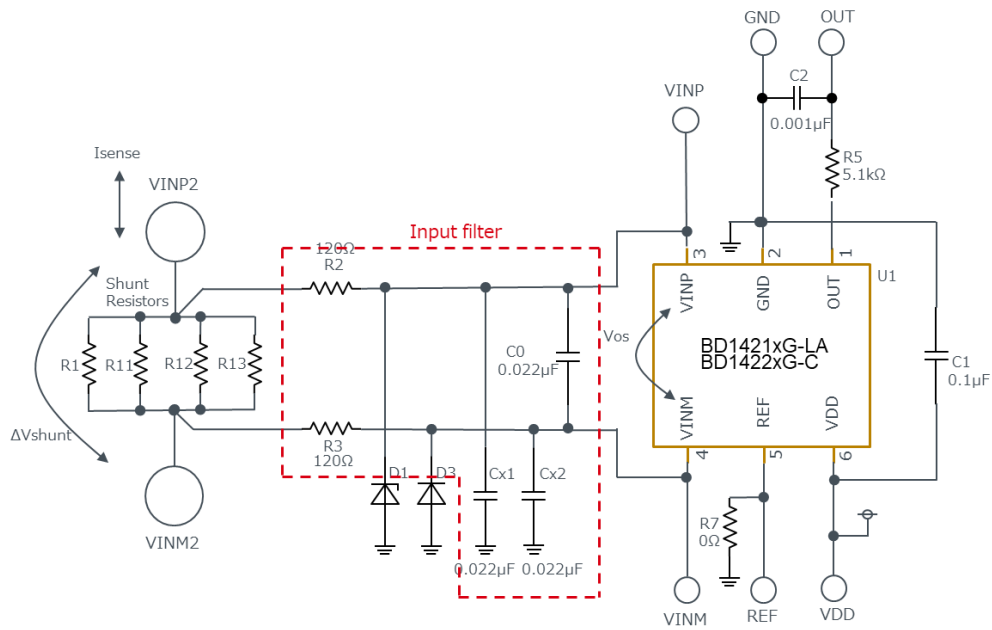 GND
OUT
C2
0.001µF
VINP
R5
5.1kΩ
Isense
VINP2
Input filter
120Ω
R2
3
2
1
U1
Shunt
Resistors
VINP
GND
OUT
Vos
BD1421xG-LA
BD1422xG-C
R1
R11
R12
R13
C0
0.022µF
C1
0.1µF
VINM
REF
VDD
ΔVshunt
R3
120Ω
4
5
6
D1
D3
Cx1
Cx2
R7
0Ω
VINM2
0.022µF
0.022µF
VINM
REF
VDD